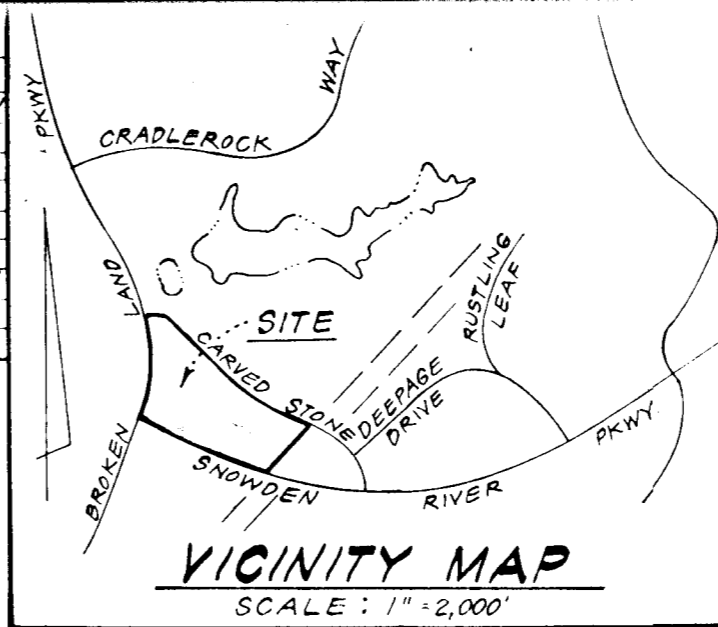 PKWY
WAY
CRADLEROCK
LAND
RUSTLING
LEAF
SITE
CARVED
STONE
DEEPAGE
DRIVE
PKWY
BROKEN
SNOWDEN
RIVER
VICINITY MAP
SCALE : 1" = 2,000'